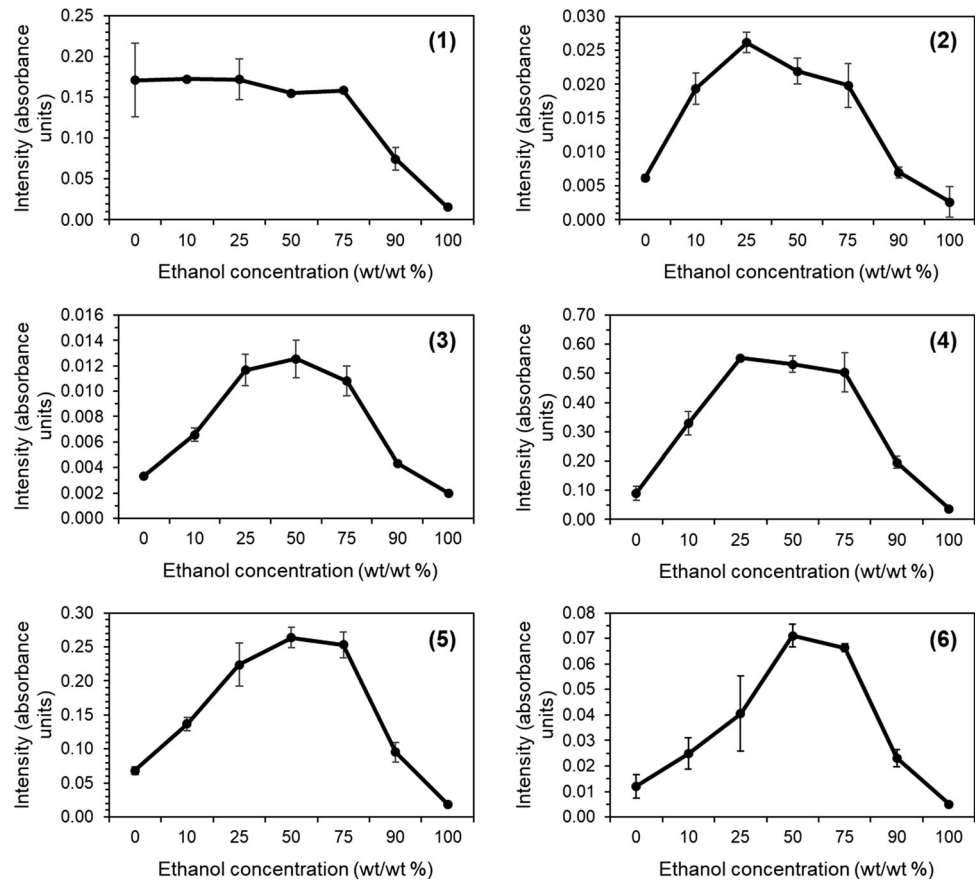 0.25
0.20
0.15
0.10
0.05
0.00
Intensity (absorbance
units)
(1)
0 10 25 50 75 90 100
Ethanol concentration (wt/wt %)
0.030
0.025
0.020
0.015
0.010
0.005
0.000
Intensity (absorbance
units)
(2)
0 10 25 50 75 90 100
Ethanol concentration (wt/wt %)
0.016
0.014
0.012
0.010
0.008
0.006
0.004
0.002
0.000
Intensity (absorbance
units)
(3)
0 10 25 50 75 90 100
Ethanol concentration (wt/wt %)
0.70
0.60
0.50
0.40
0.30
0.20
0.10
0.00
Intensity (absorbance
units)
(4)
0 10 25 50 75 90 100
Ethanol concentration (wt/wt %)
0.30
0.25
0.20
0.15
0.10
0.05
0.00
Intensity (absorbance
units)
(5)
0 10 25 50 75 90 100
Ethanol concentration (wt/wt %)
0.08
0.07
0.06
0.05
0.04
0.03
0.02
0.01
0.00
Intensity (absorbance
units)
(6)
0 10 25 50 75 90 100
Ethanol concentration (wt/wt %)